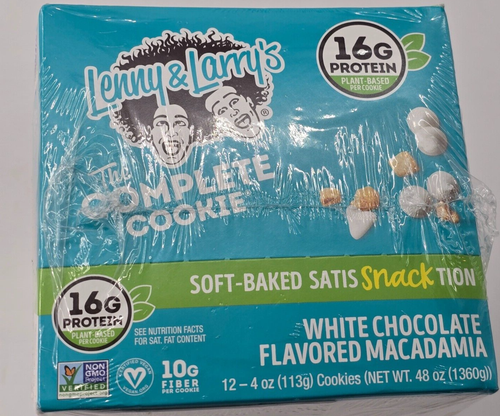 Lenny & Larry's®
16G
PROTEIN
PLANT-BASED
PER COOKIE
The
COMPLETE
COOKIE
SOFT-BAKED SATISSnackTION
16G
PROTEIN
PLANT-BASED
PER COOKIE
SEE NUTRITION FACTS
FOR SAT. FAT CONTENT
WHITE CHOCOLATE
FLAVORED MACADAMIA
NON
GMO
Project
VERIFIED
10G
FIBER
PER COOKIE
12 – 4 oz (113g) Cookies (NET WT. 48 oz (1360g))